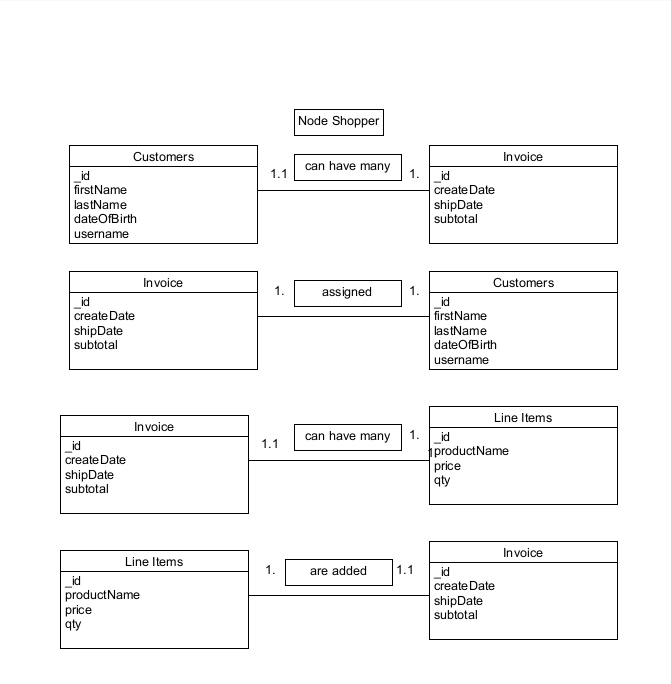 Node Shopper
Customers
_id
firstName
lastName
dateOfBirth
username
1.1
can have many
1.
Invoice
_id
createDate
shipDate
subtotal
Invoice
_id
createDate
shipDate
subtotal
1.
assigned
1.
Customers
_id
firstName
lastName
dateOfBirth
username
Invoice
_id
createDate
shipDate
subtotal
1.1
can have many
1.
Line Items
_id
productName
price
qty
Line Items
_id
productName
price
qty
1.
are added
1.1
Invoice
_id
createDate
shipDate
subtotal